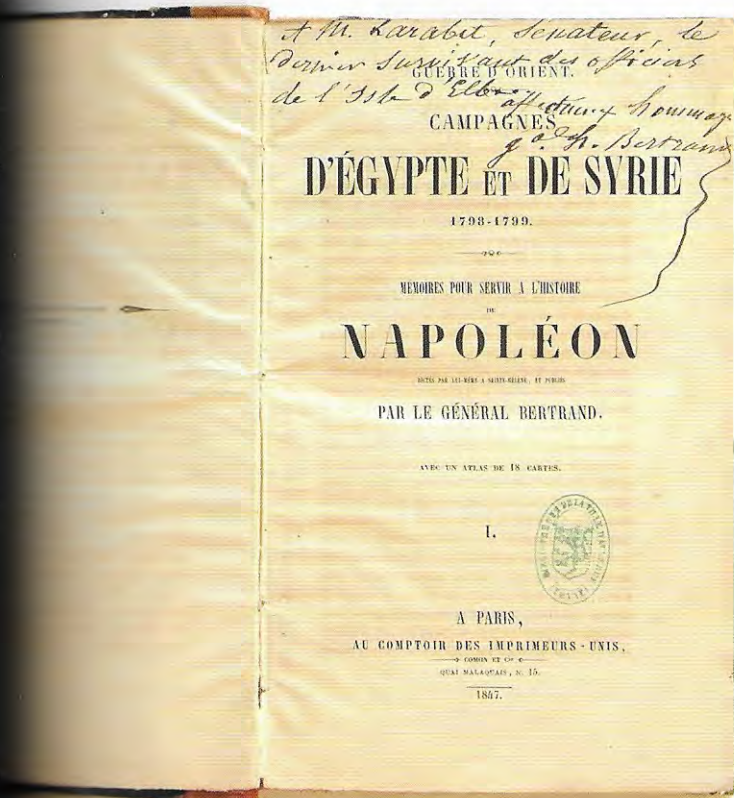 A M. Larabit, Senateur, le
dernier survivant des officiers
de l'Isle d'Elbe.
affectueux hommage
Bertrand
GUERRE D'ORIENT.
CAMPAGNES
D'ÉGYPTE ET DE SYRIE
1798-1799.
MÉMOIRES POUR SERVIR A L'HISTOIRE
DE
NAPOLÉON
DICTÉS PAR LUI-MÊME A SAINTE-HÉLÈNE, ET PUBLIÉS
PAR LE GÉNÉRAL BERTRAND.
AVEC UN ATLAS DE 18 CARTES.
I.
A PARIS,
AU COMPTOIR DES IMPRIMEURS-UNIS,
COMON ET Cie
QUAI MALAQUAIS, N. 15.
1847.